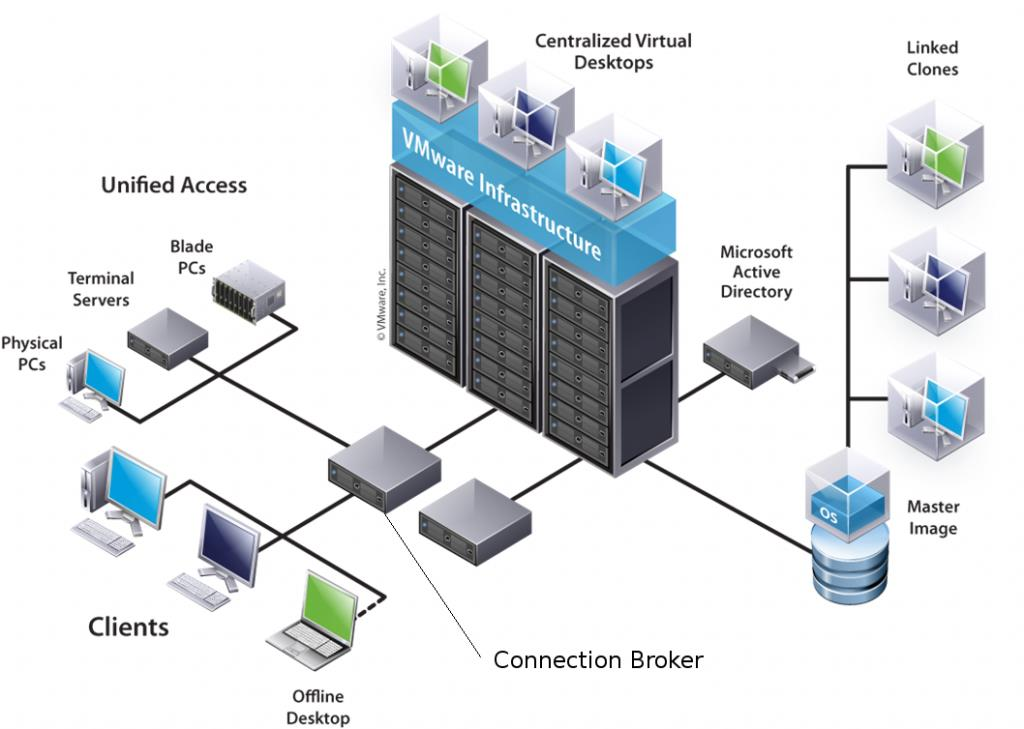 Centralized Virtual
Desktops
Linked
Clones
VMware Infrastructure
Unified Access
Blade
PCs
Terminal
Servers
Physical
PCs
© VMware, Inc.
Microsoft
Active
Directory
OS
Master
Image
Clients
Connection Broker
Offline
Desktop